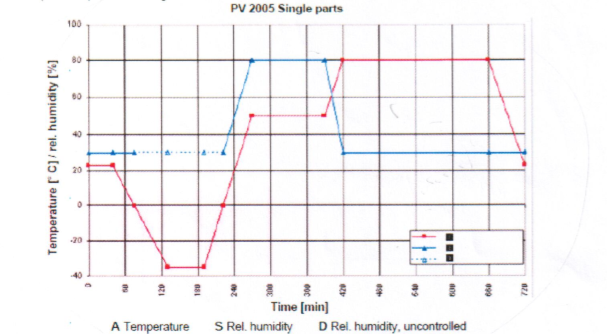 PV 2005 Single parts
Temperature [° C] / rel. humidity [%]
100
80
60
40
20
0
-20
-40
0 60 120 180 240 300 360 420 480 540 600 660 720
Time [min]
A Temperature S Rel. humidity D Rel. humidity, uncontrolled